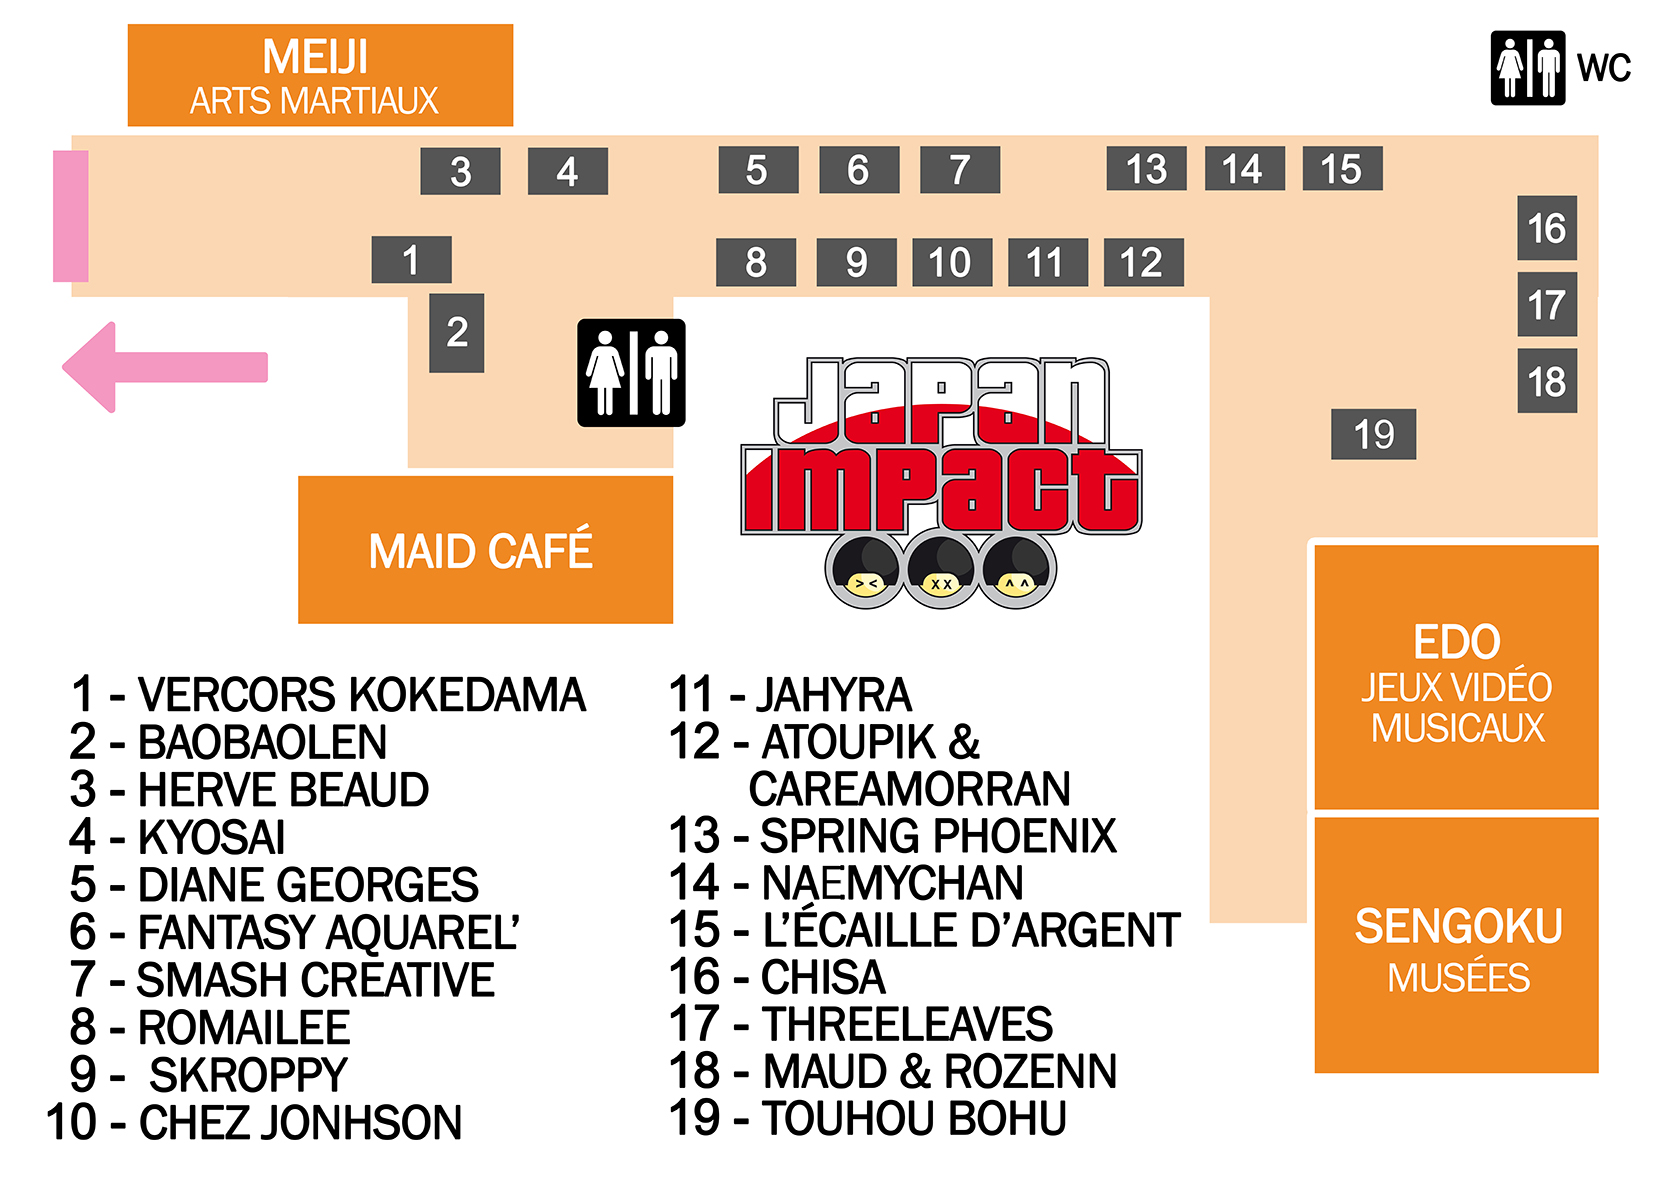 MEIJI
ARTS MARTIAUX
WC
3 4 5 6 7 13 14 15
16
1 8 9 10 11 12
17
2
18
19
Japan
Impact
> < x x ^ ^
MAID CAFÉ
EDO
JEUX VIDÉO
MUSICAUX
SENGOKU
MUSÉES
1 - VERCORS KOKEDAMA
2 - BAOBAOLEN
3 - HERVE BEAUD
4 - KYOSAI
5 - DIANE GEORGES
6 - FANTASY AQUAREL’
7 - SMASH CREATIVE
8 - ROMAILEE
9 - SKROPPY
10 - CHEZ JONHSON
11 - JAHYRA
12 - ATOUPIK &
CAREAMORRAN
13 - SPRING PHOENIX
14 - NAEMYCHAN
15 - L’ÉCAILLE D’ARGENT
16 - CHISA
17 - THREELEAVES
18 - MAUD & ROZENN
19 - TOUHOU BOHU